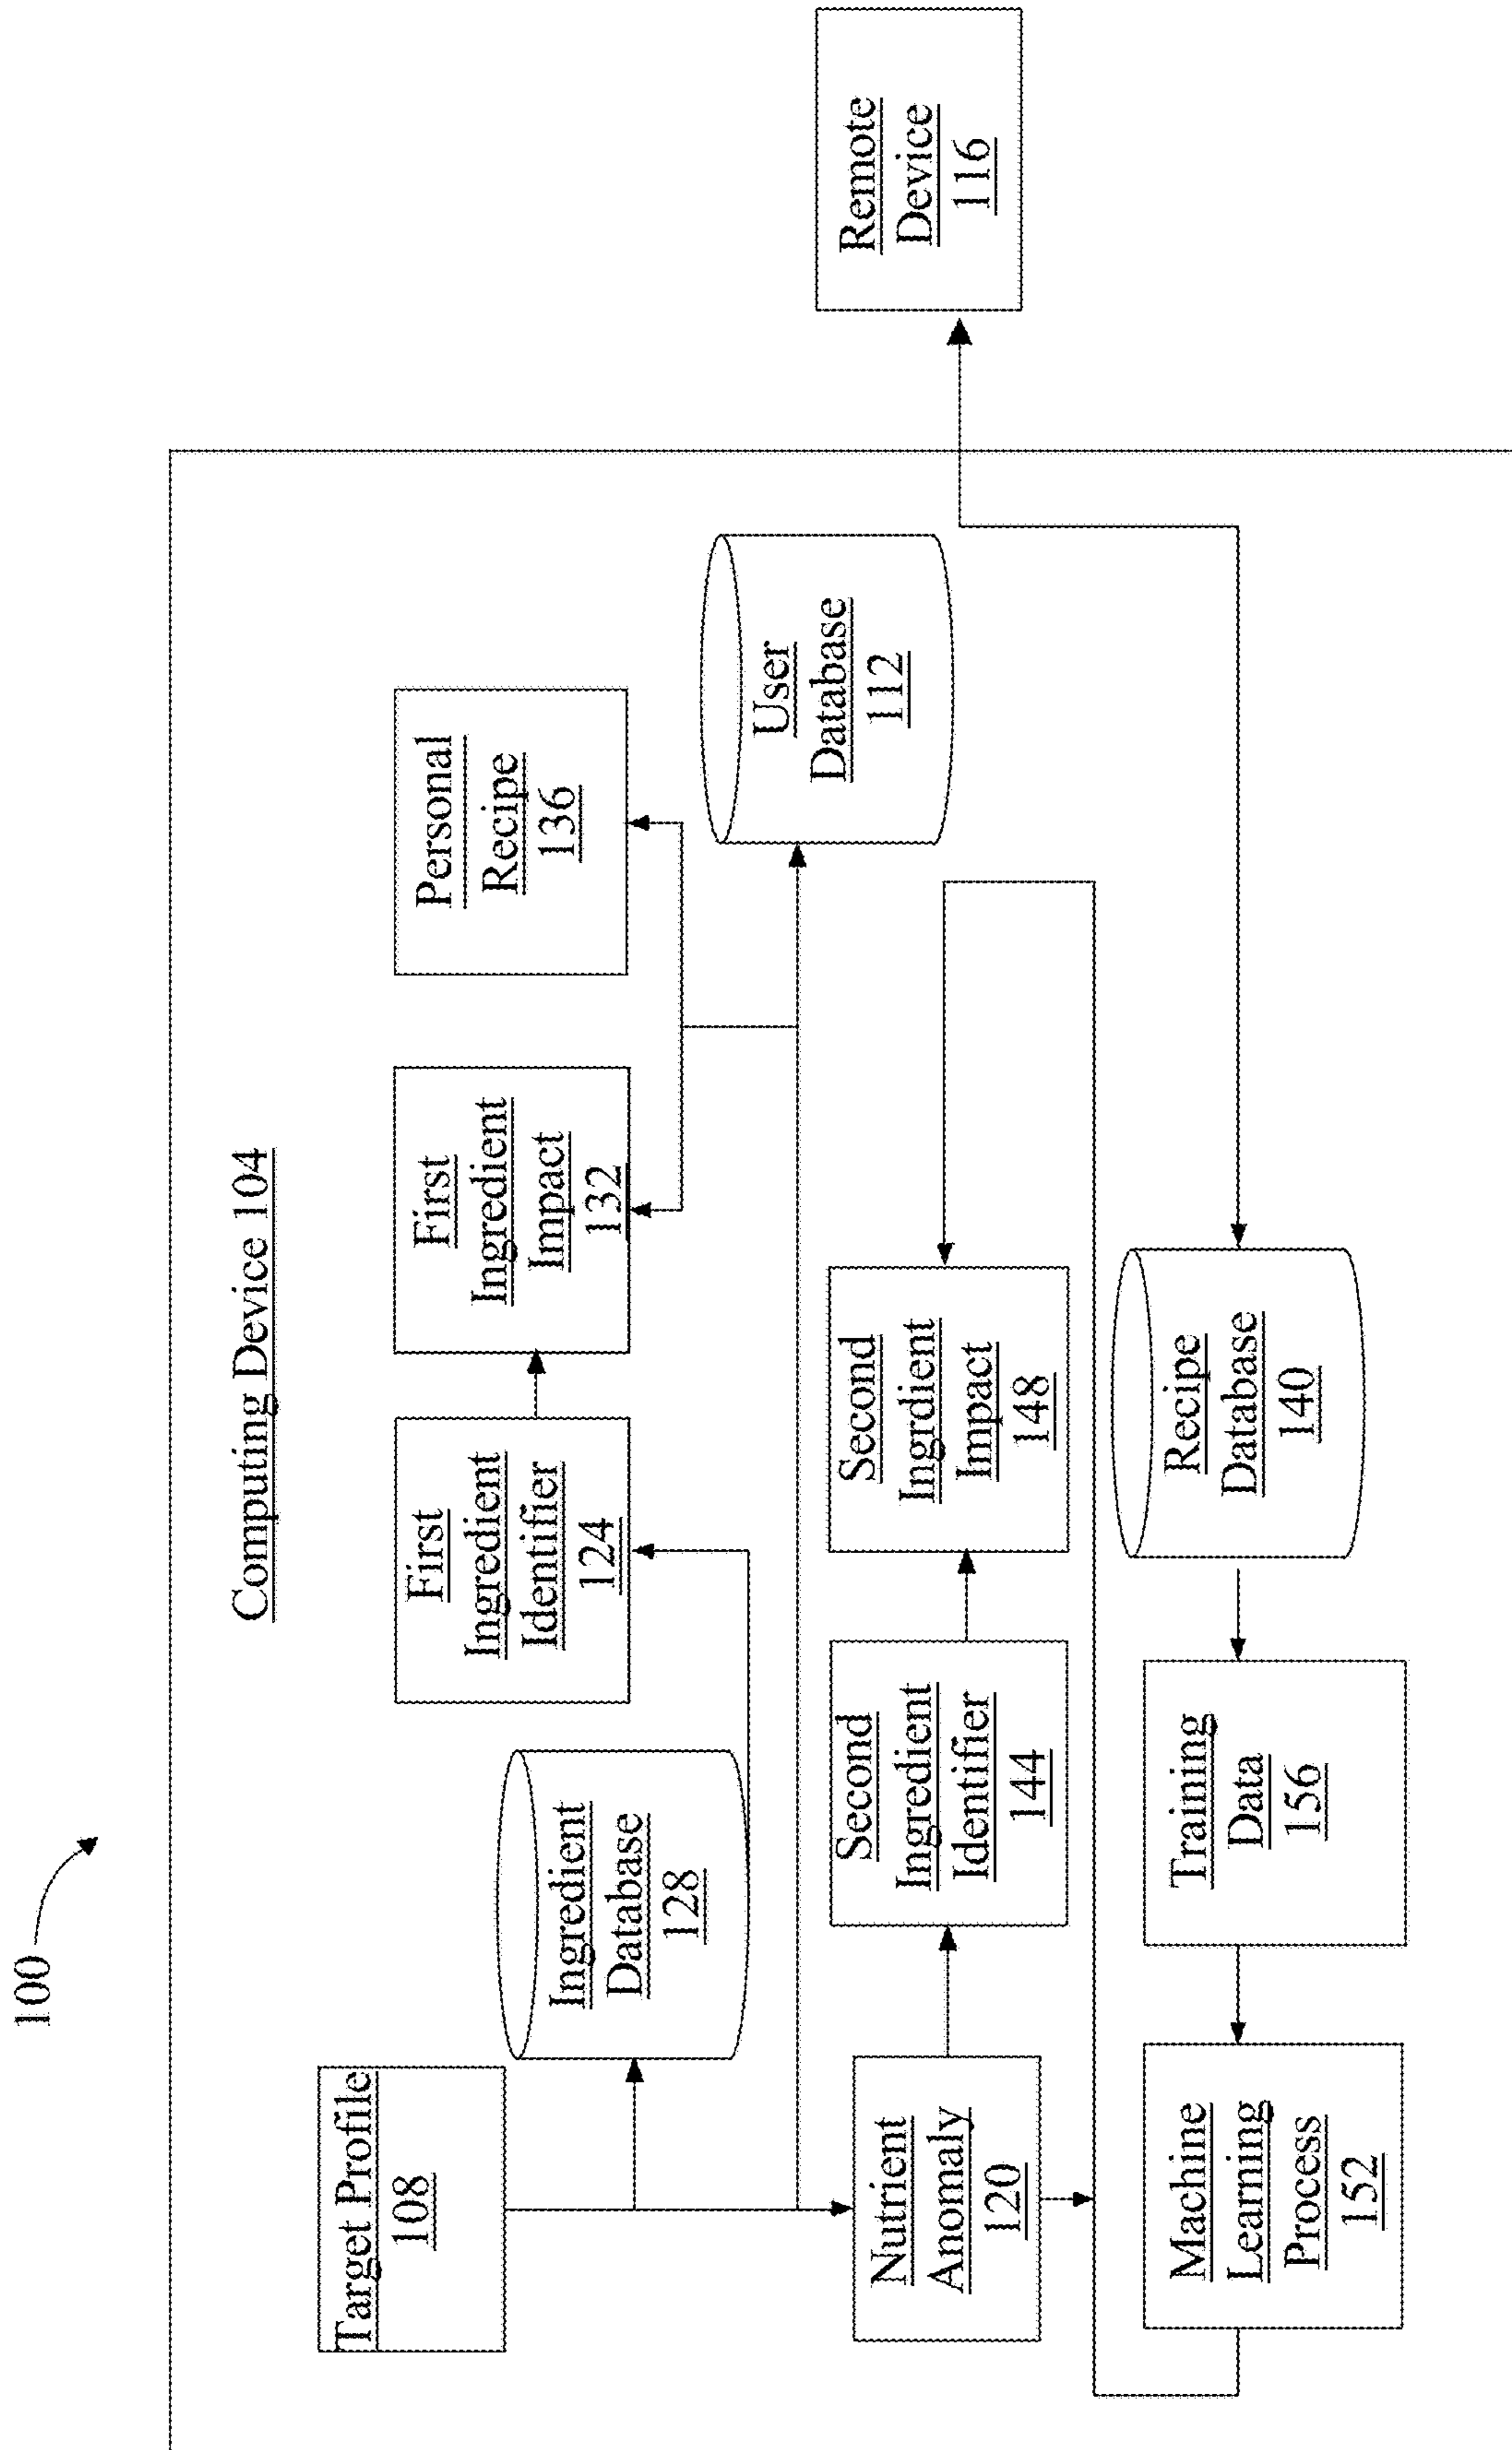 100
Computing Device 104
Target Profile
108
Ingredient
Database
128
First
Ingredient
Identifier
124
First
Ingredient
Impact
132
Personal
Recipe
136
User
Database
112
Nutrient
Anomaly
120
Second
Ingredient
Identifier
144
Second
Ingrdient
Impact
148
Machine
Learning
Process
152
Training
Data
156
Recipe
Database
140
Remote
Device
116